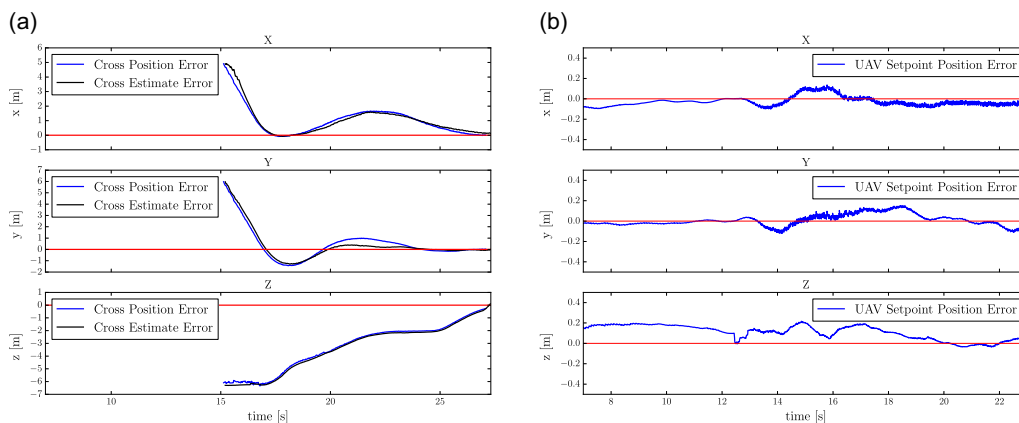 (a)
X
x [m]
6
5
4
3
2
1
0
−1
Cross Position Error
Cross Estimate Error
Y
y [m]
7
6
5
4
3
2
1
0
−1
−2
Cross Position Error
Cross Estimate Error
Z
z [m]
1
0
−1
−2
−3
−4
−5
−6
−7
Cross Position Error
Cross Estimate Error
10 15 20 25
time [s]
(b)
X
x [m]
0.4
0.2
0.0
−0.2
−0.4
UAV Setpoint Position Error
Y
y [m]
0.4
0.2
0.0
−0.2
−0.4
UAV Setpoint Position Error
Z
z [m]
0.4
0.2
0.0
−0.2
−0.4
UAV Setpoint Position Error
8 10 12 14 16 18 20 22
time [s]